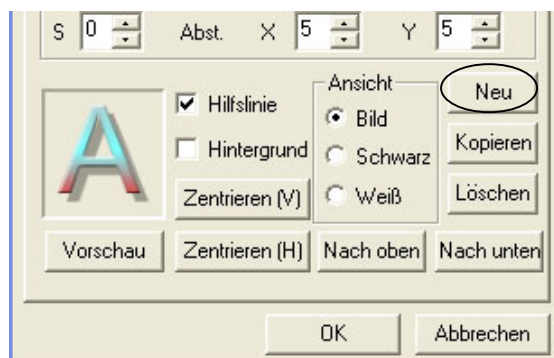 S 0 Abst. X 5 Y 5
Ansicht
Neu
Hilfslinie
Bild
Hintergrund
Schwarz
Kopieren
Zentrieren (V)
Weiß
Löschen
A
Vorschau
Zentrieren (H)
Nach oben
Nach unten
OK
Abbrechen